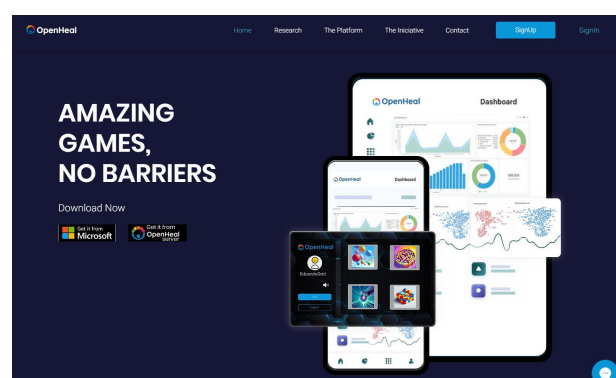 OpenHeal
Home
Research
The Platform
The Iniciative
Contact
SignUp
SignIn
AMAZING
GAMES,
NO BARRIERS
Download Now
Get it from
Microsoft
Get it from
OpenHeal
server
OpenHeal
Dashboard
OpenHeal
Dashboard
OpenHeal